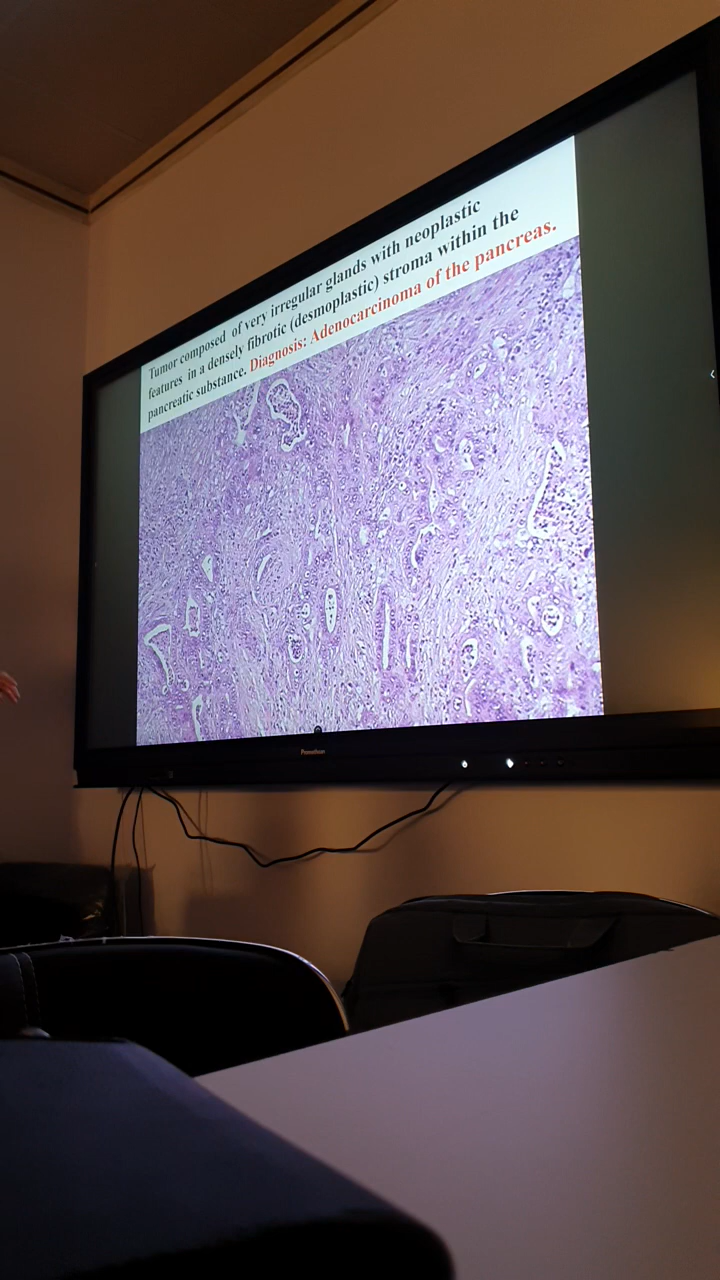 Tumor composed of very irregular glands with neoplastic
features in a densely fibrotic (desmoplastic) stroma within the
pancreatic substance. Diagnosis: Adenocarcinoma of the pancreas.
Panasonic